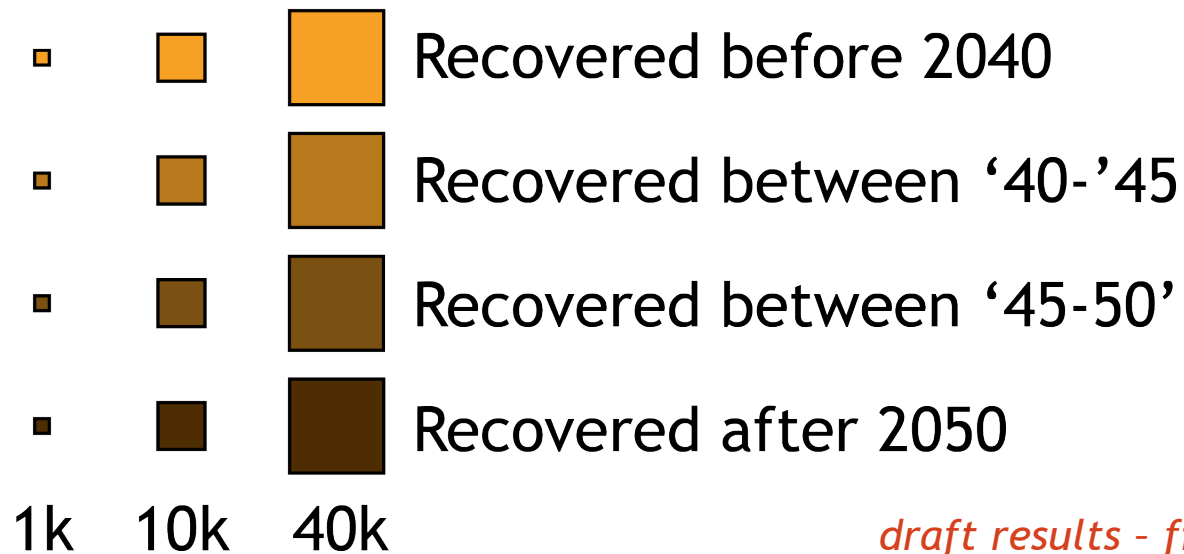 Recovered before 2040
Recovered between ‘40-’45
Recovered between ‘45-50’
Recovered after 2050
1k 10k 40k
draft results -